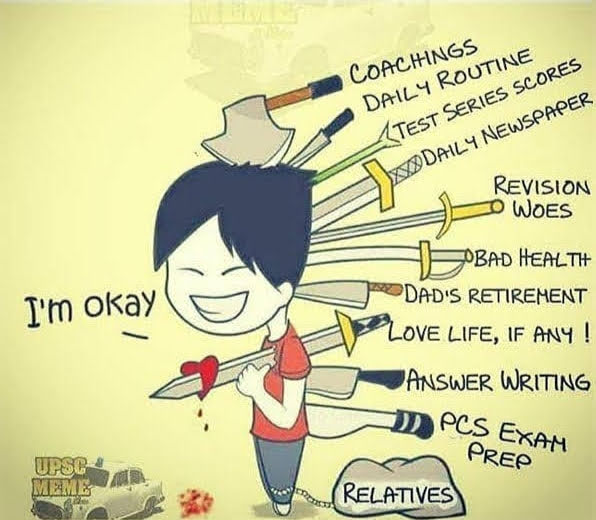 MEME
COACHINGS
DAILY ROUTINE
TEST SERIES SCORES
DAILY NEWSPAPER
REVISION
WOES
BAD HEALTH
DAD'S RETIREMENT
I'm okay
LOVE LIFE, IF ANY !
ANSWER WRITING
PCS EXAM
PREP
UPSC
MEME
RELATIVES